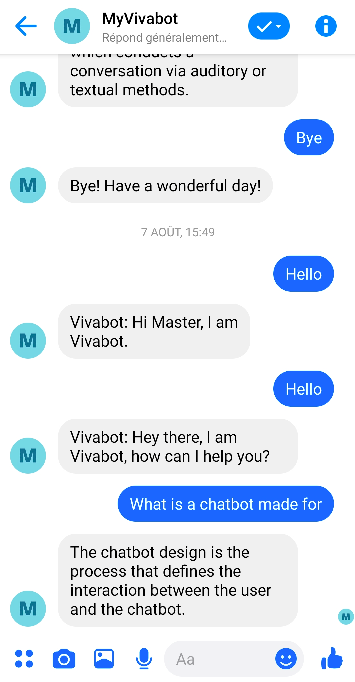 MyVivabot
Répond généralement...
which conducts a
conversation via auditory or
textual methods.
M
Bye
M
Bye! Have a wonderful day!
7 AOÛT, 15:49
Hello
Vivabot: Hi Master, I am
Vivabot.
M
Hello
Vivabot: Hey there, I am
Vivabot, how can I help you?
M
What is a chatbot made for
The chatbot design is the
process that defines the
interaction between the user
and the chatbot.
M
M
Aa